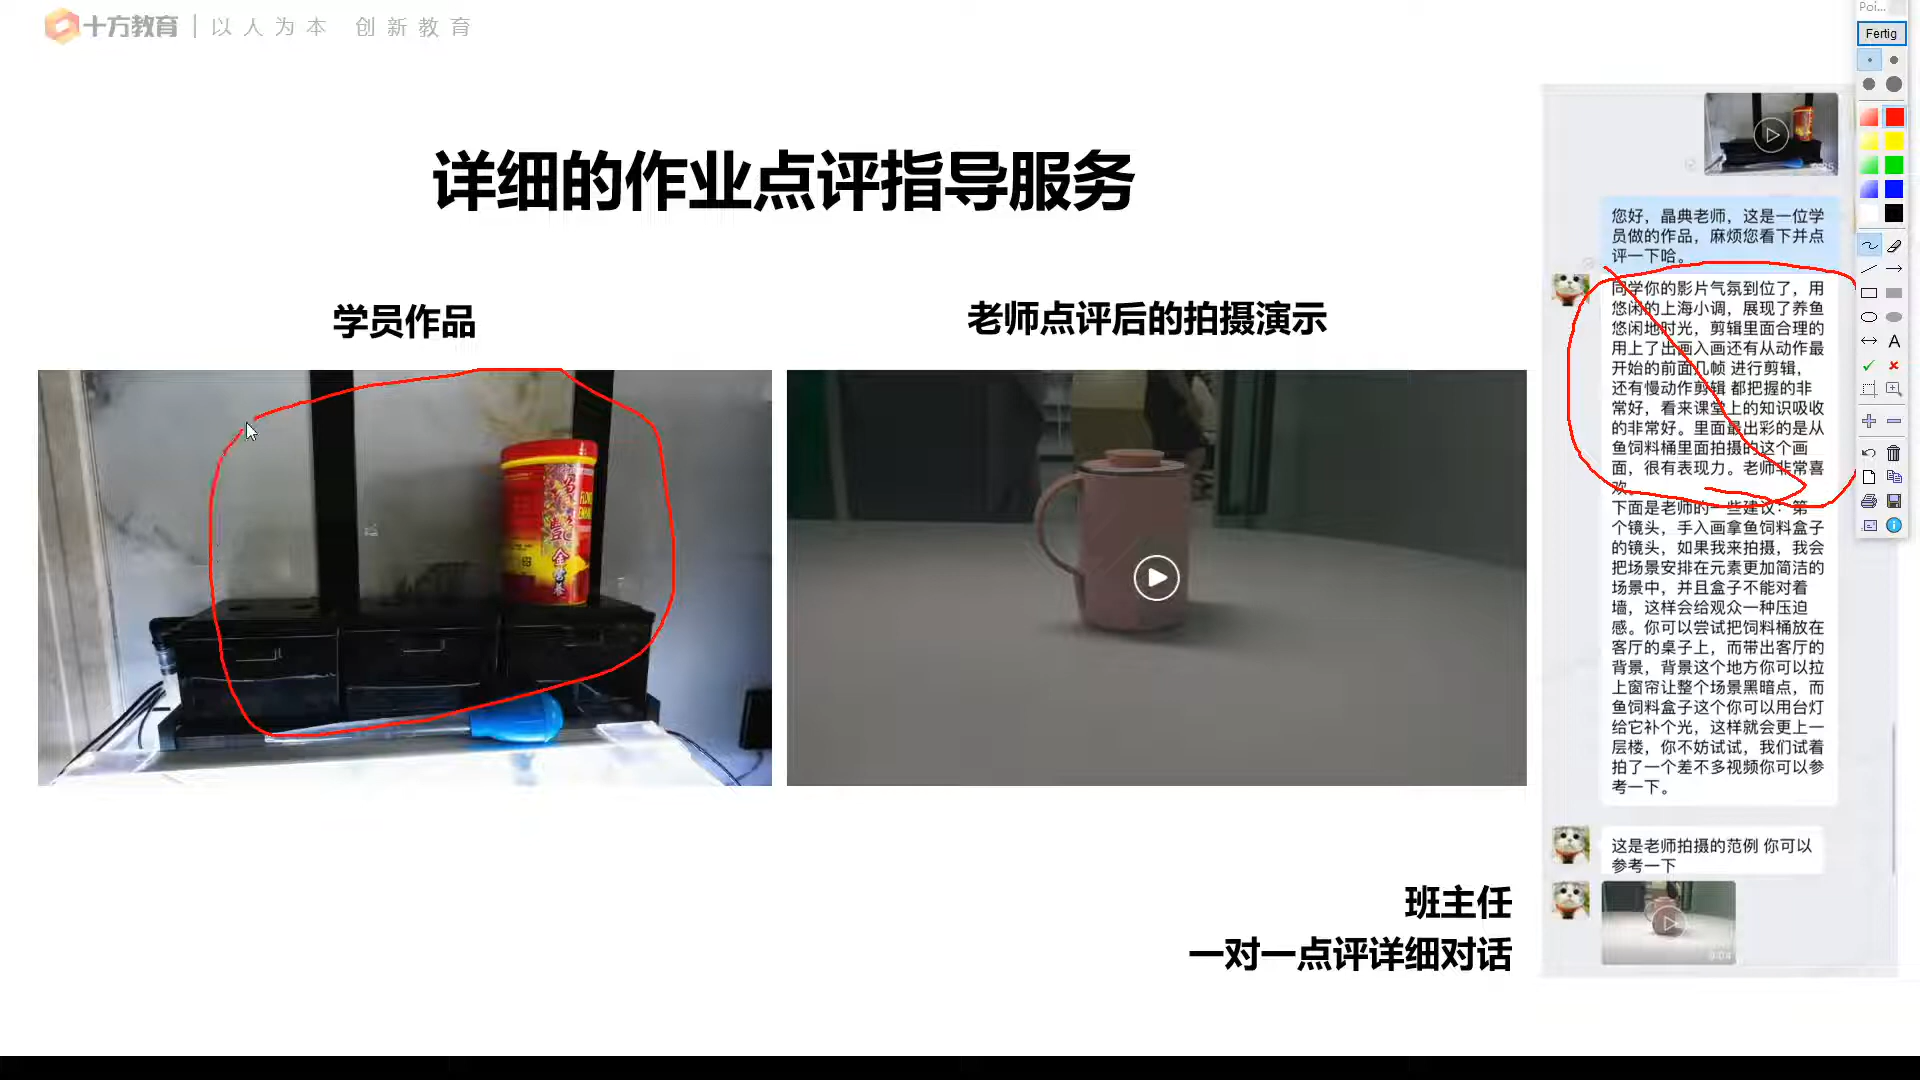 十方教育 | 以人为本 创新教育
Poi...
Fertig
详细的作业点评指导服务
学员作品
老师点评后的拍摄演示
金
营
养
您好，晶典老师，这是一位学
员做的作品，麻烦您看下并点
评一下哈。
同学你的影片气氛到位了，用
悠闲的上海小调，展现了养鱼
悠闲地时光，剪辑里面合理的
用上了出画入画还有从动作最
开始的前面几帧 进行剪辑，
还有慢动作剪辑 都把握的非
常好，看来课堂上的知识吸收
的非常好。里面最出彩的是从
鱼饲料桶里面拍摄的这个画
面，很有表现力。老师非常喜
欢。
下面是老师的一些建议：第一
个镜头，手入画拿鱼饲料盒子
的镜头，如果我来拍摄，我会
把场景安排在元素更加简洁的
场景中，并且盒子不能对着
墙，这样会给观众一种压迫
感。你可以尝试把饲料桶放在
客厅的桌子上，而带出客厅的
背景，背景这个地方你可以拉
上窗帘让整个场景黑暗点，而
鱼饲料盒子这个你可以用台灯
给它补个光，这样就会更上一
层楼，你不妨试试，我们试着
拍了一个差不多视频你可以参
考一下。
这是老师拍摄的范例 你可以
参考一下
0:04
班主任
一对一点评详细对话
A